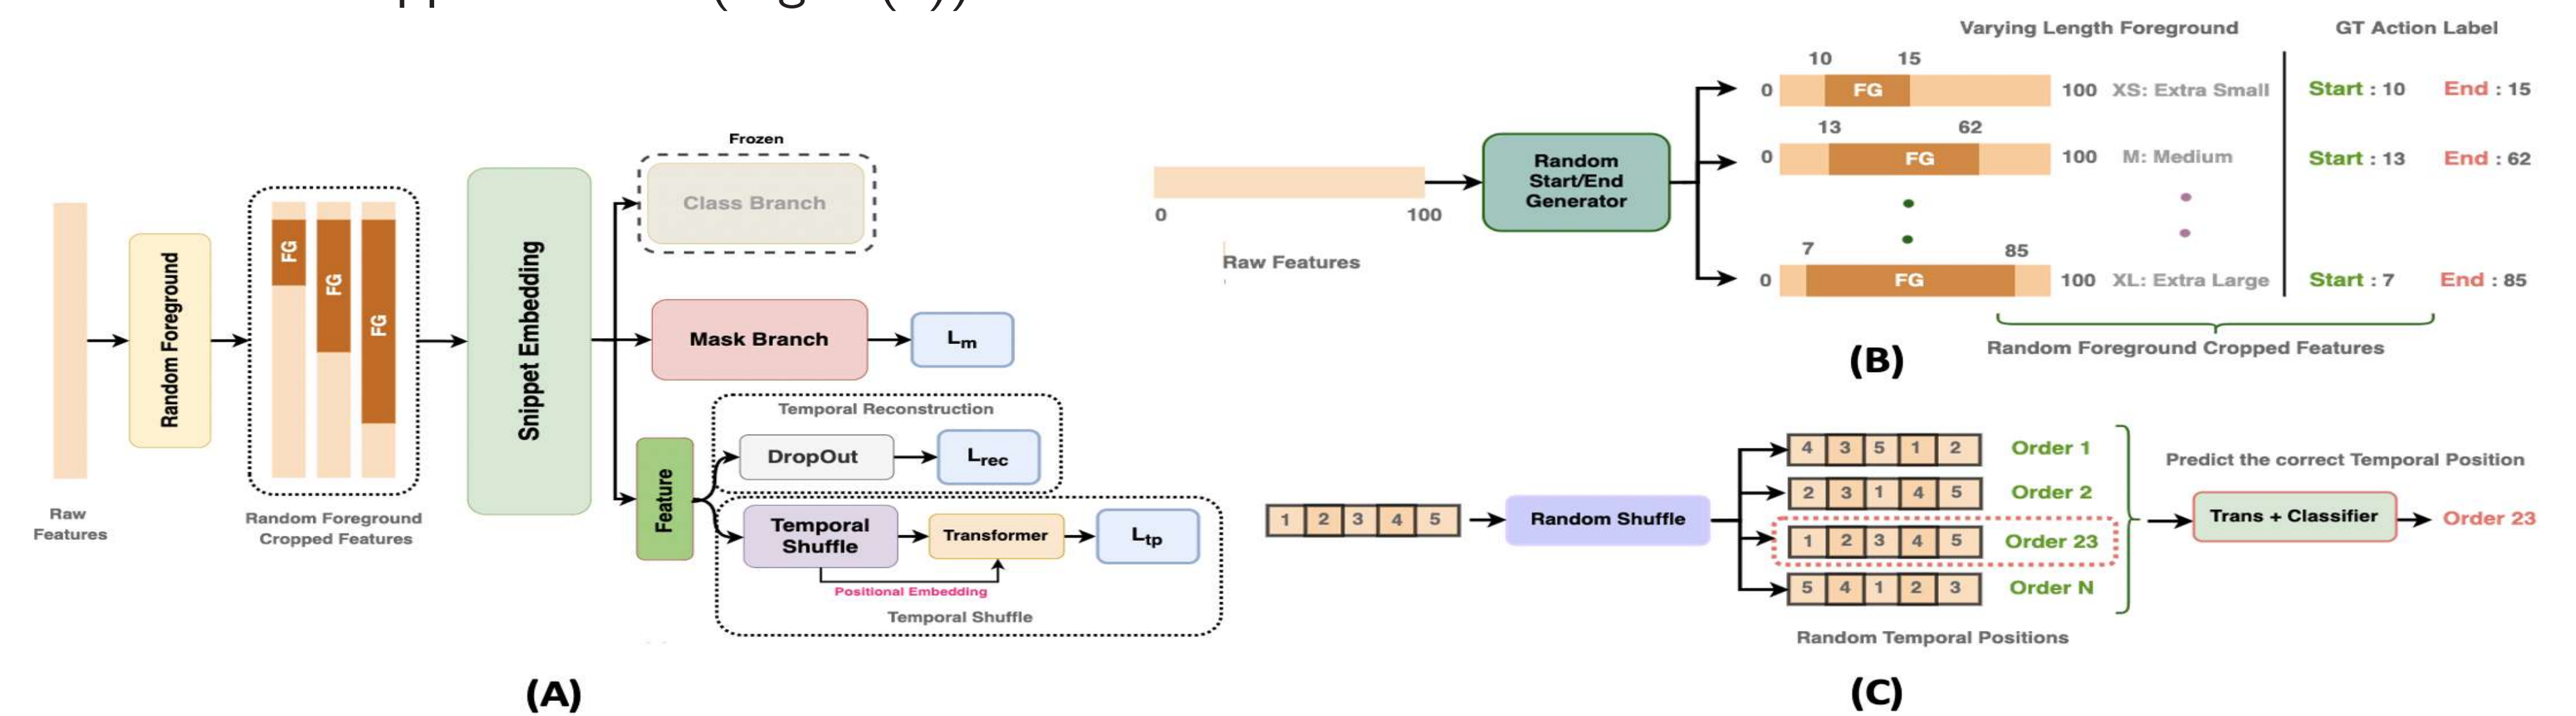 Frozen
Class Branch
Raw
Features
Random Foreground
FG
FG
FG
Random Foreground
Cropped Features
Snippet Embedding
Mask Branch
Lm
Feature
Temporal Reconstruction
DropOut
Lrec
Temporal
Shuffle
Transformer
Ltp
Positional Embedding
Temporal Shuffle
(A)
Varying Length Foreground
GT Action Label
0
100
Raw Features
Random
Start/End
Generator
10 15
0 FG 100 XS: Extra Small Start : 10 End : 15
13 62
0 FG 100 M: Medium Start : 13 End : 62
7 85
0 FG 100 XL: Extra Large Start : 7 End : 85
Random Foreground Cropped Features
(B)
1 2 3 4 5
Random Shuffle
4 3 5 1 2 Order 1
2 3 1 4 5 Order 2
1 2 3 4 5 Order 23
5 4 1 2 3 Order N
Random Temporal Positions
Predict the correct Temporal Position
Trans + Classifier
Order 23
(C)